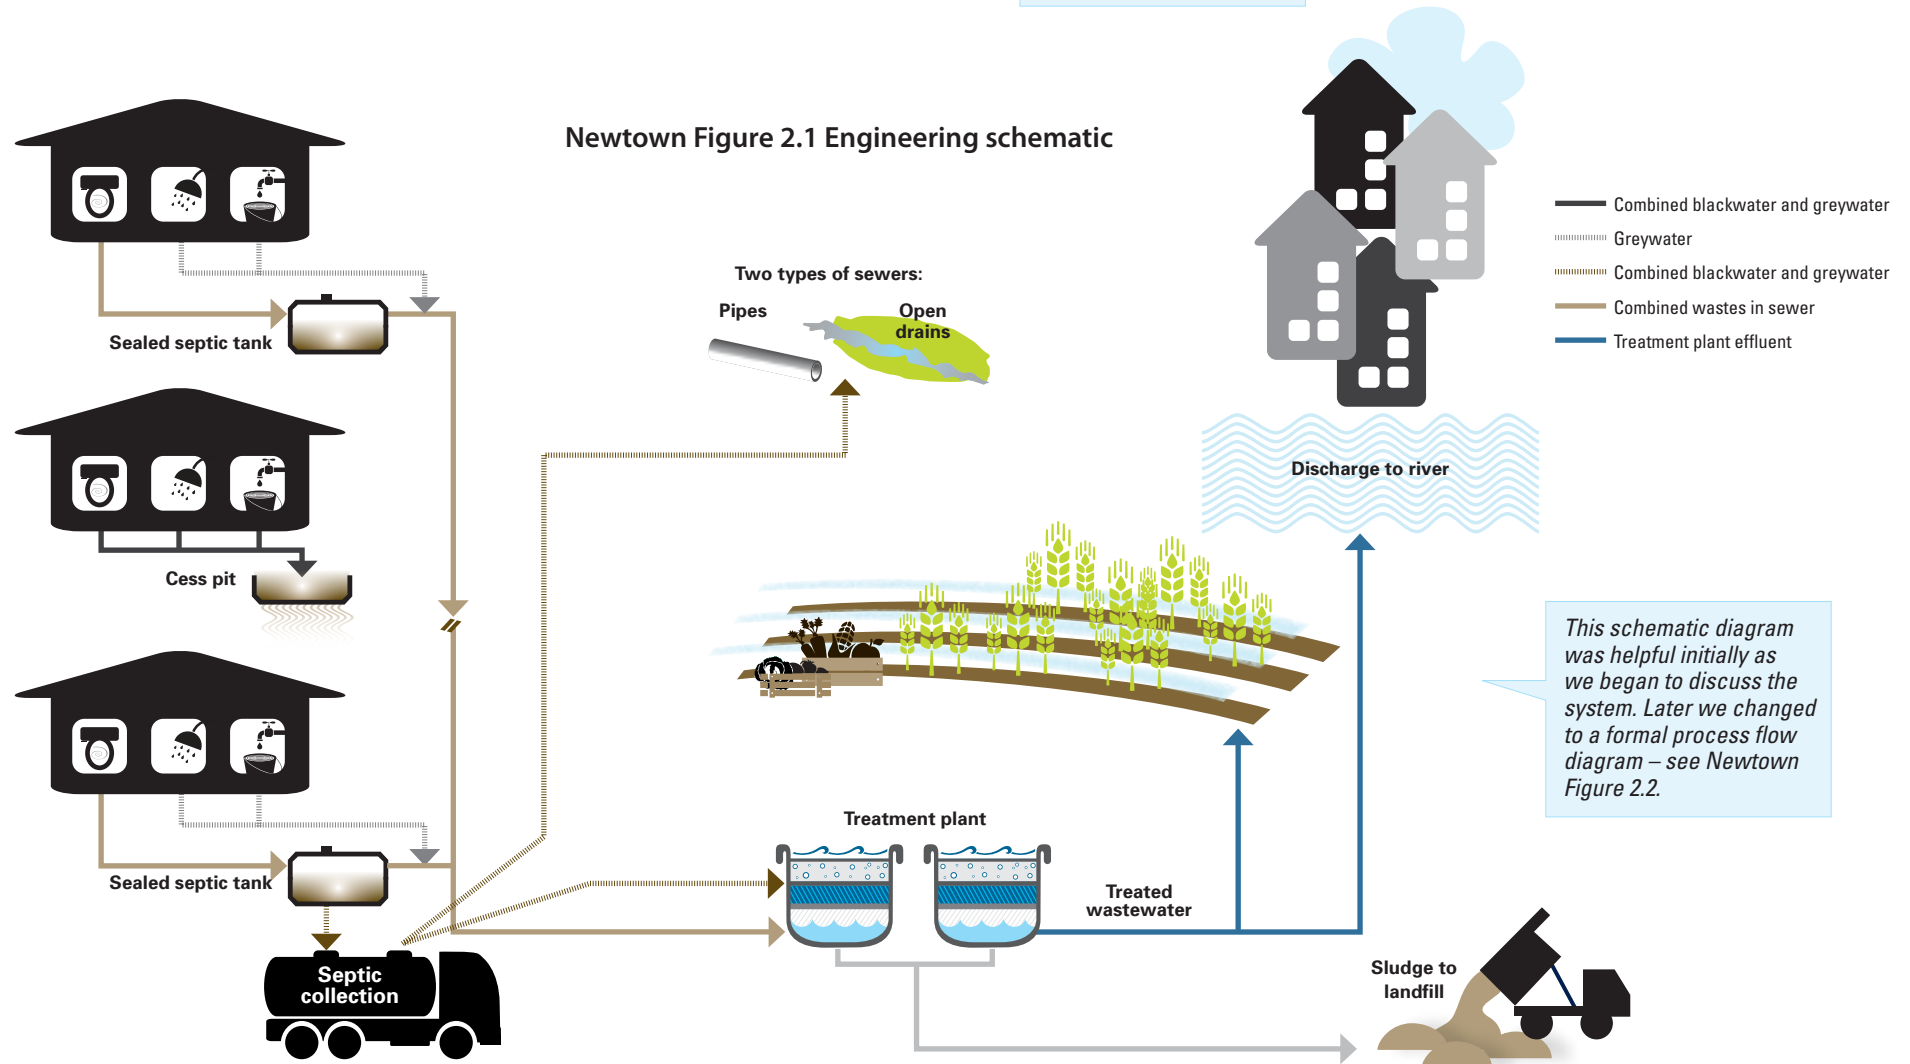 Newtown Figure 2.1 Engineering schematic
Combined blackwater and greywater
Greywater
Combined blackwater and greywater
Combined wastes in sewer
Treatment plant effluent
Two types of sewers:
Pipes
Open
drains
Sealed septic tank
Discharge to river
Cess pit
This schematic diagram
was helpful initially as
we began to discuss the
system. Later we changed
to a formal process flow
diagram – see Newtown
Figure 2.2.
Treatment plant
Sealed septic tank
Treated
wastewater
Septic
collection
Sludge to
landfill